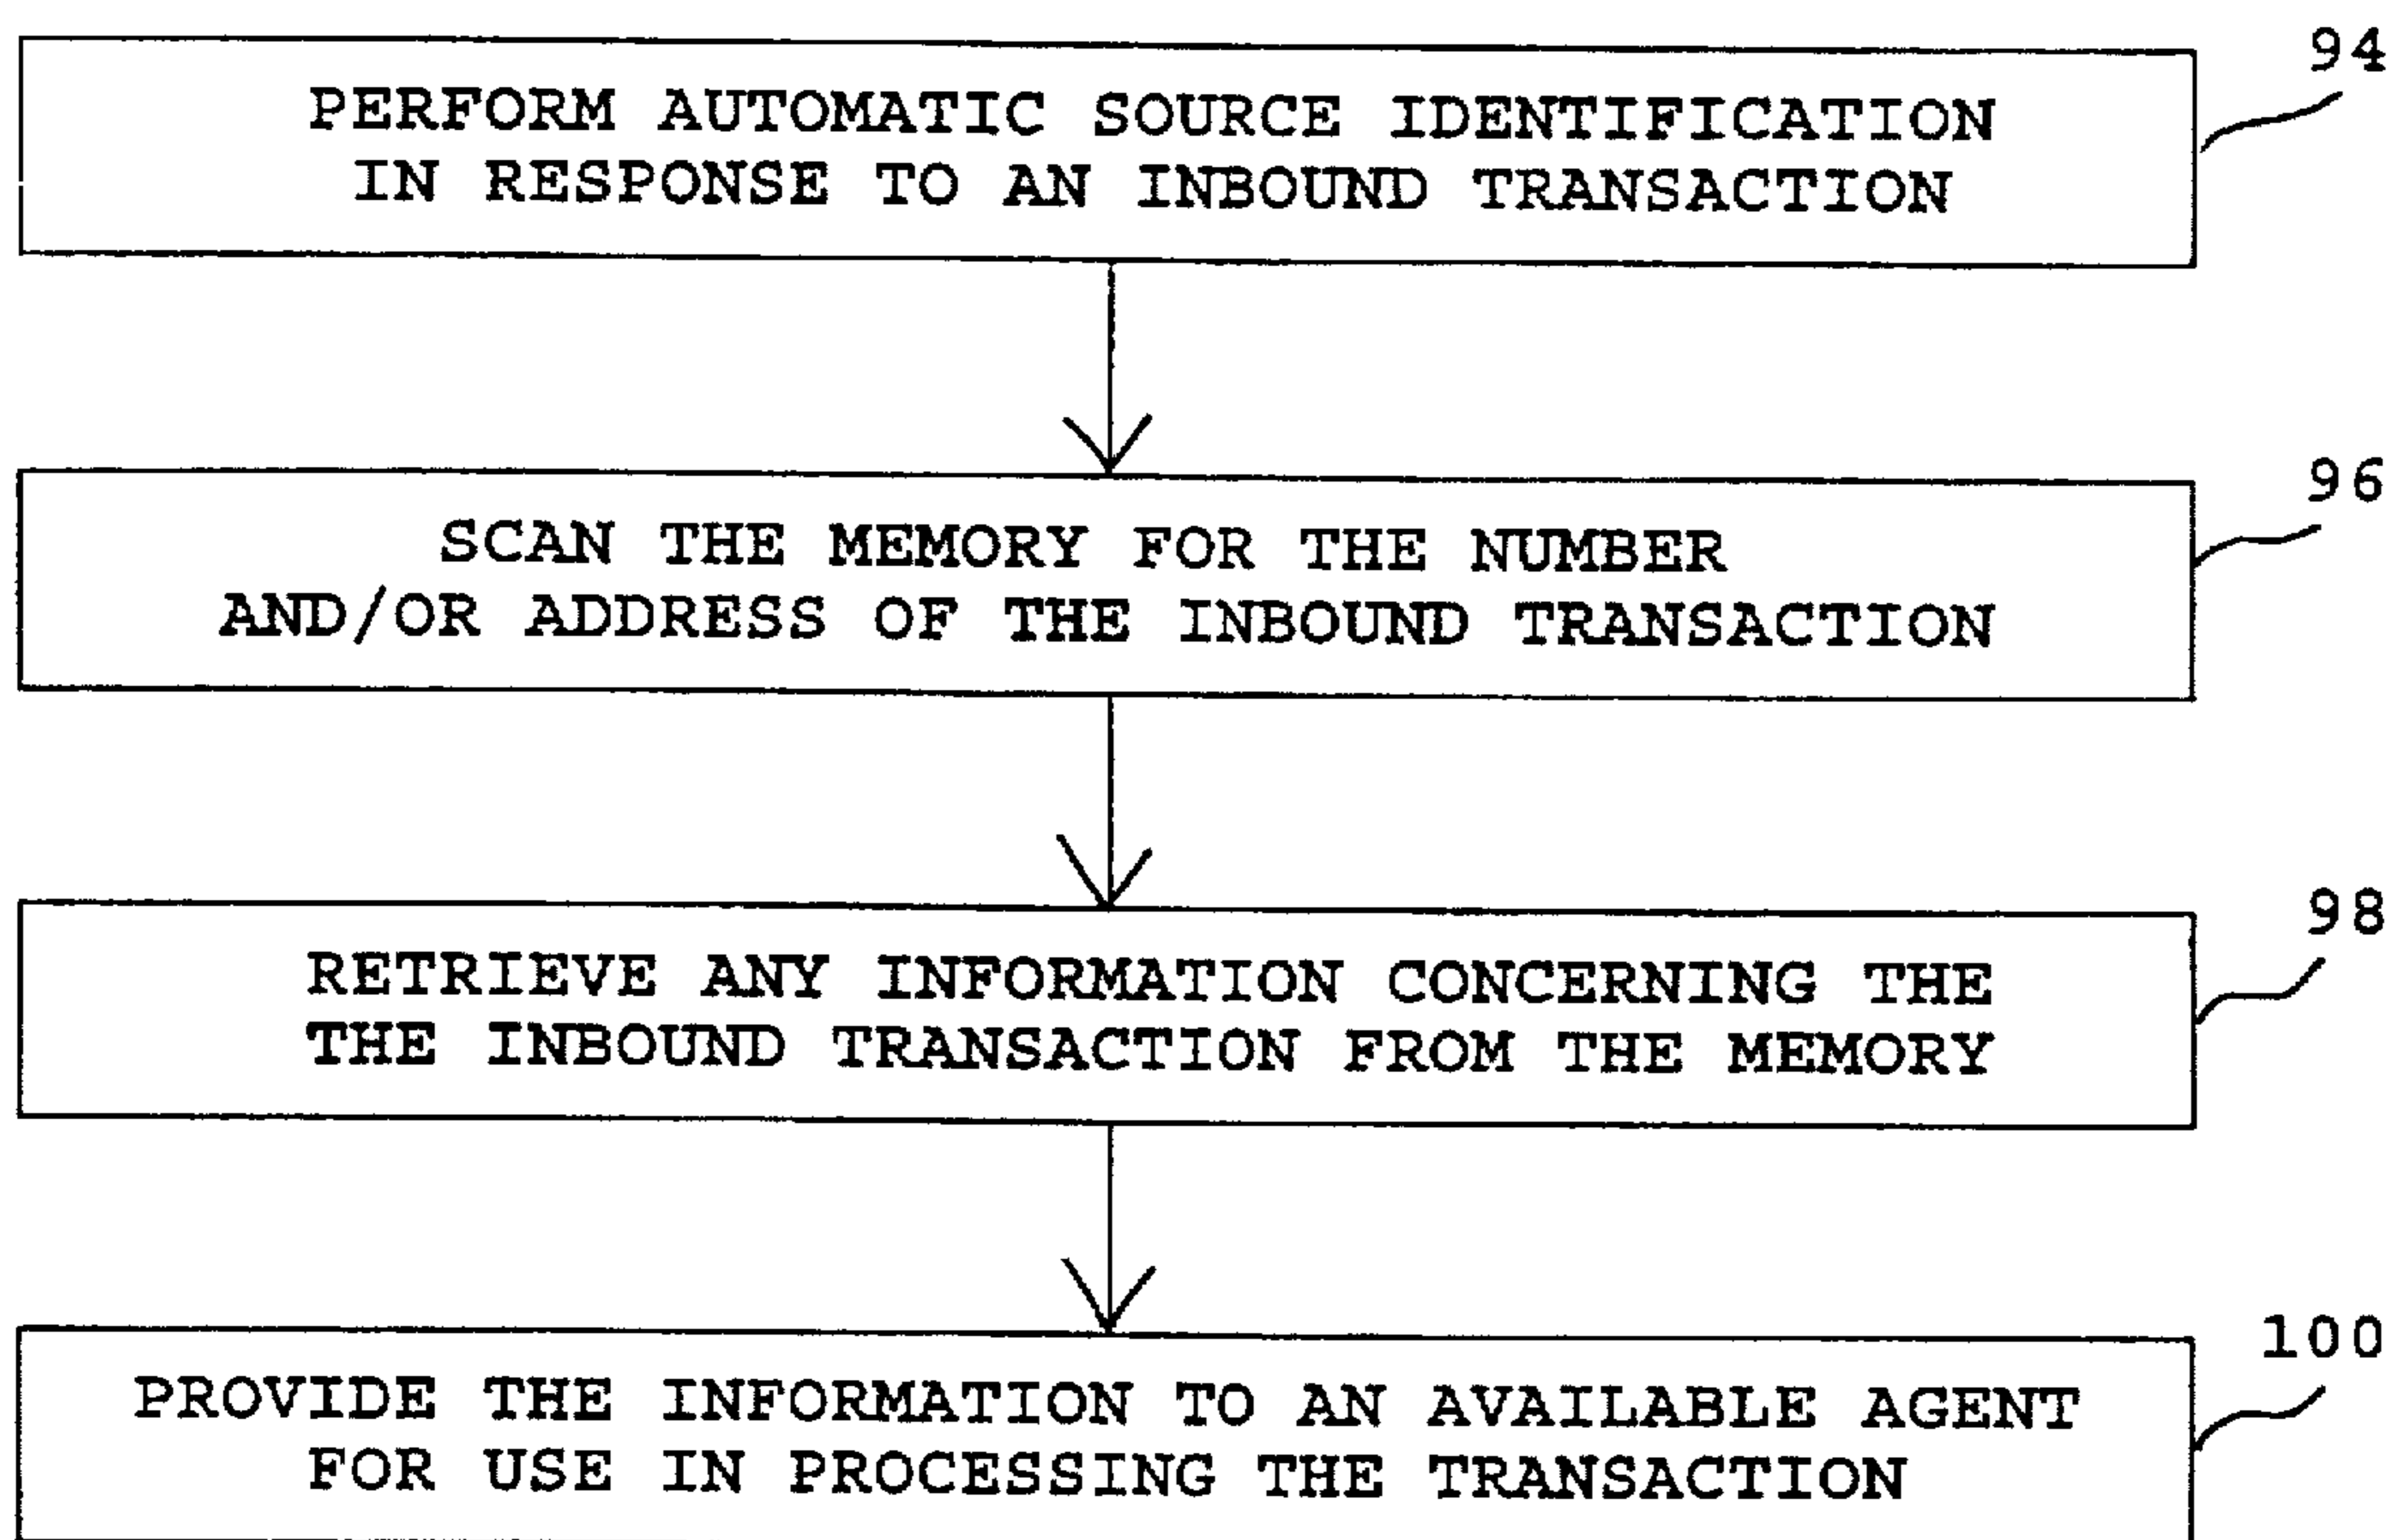 94
PERFORM AUTOMATIC SOURCE IDENTIFICATION
IN RESPONSE TO AN INBOUND TRANSACTION
96
SCAN THE MEMORY FOR THE NUMBER
AND/OR ADDRESS OF THE INBOUND TRANSACTION
98
RETRIEVE ANY INFORMATION CONCERNING THE
THE INBOUND TRANSACTION FROM THE MEMORY
100
PROVIDE THE INFORMATION TO AN AVAILABLE AGENT
FOR USE IN PROCESSING THE TRANSACTION